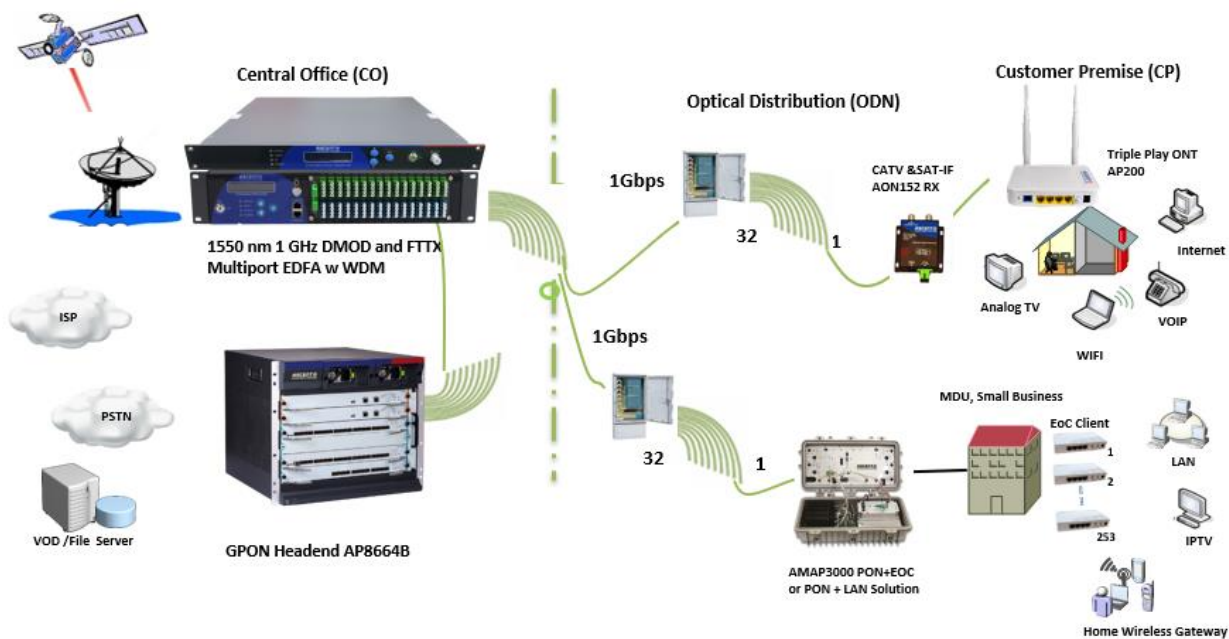 Central Office (CO)
Customer Premise (CP)
Optical Distribution (ODN)
Triple Play ONT
AP200
CATV &SAT-IF
AON152 RX
1Gbps
32
1
Internet
Analog TV
VOIP
WIFI
1550 nm 1 GHz DMOD and FTTX
Multiport EDFA w WDM
ISP
1Gbps
PSTN
32
1
MDU, Small Business
EoC Client
1
2
253
LAN
IPTV
VOD /File Server
GPON Headend AP8664B
AMAP3000 PON+EOC
or PON + LAN Solution
Home Wireless Gateway